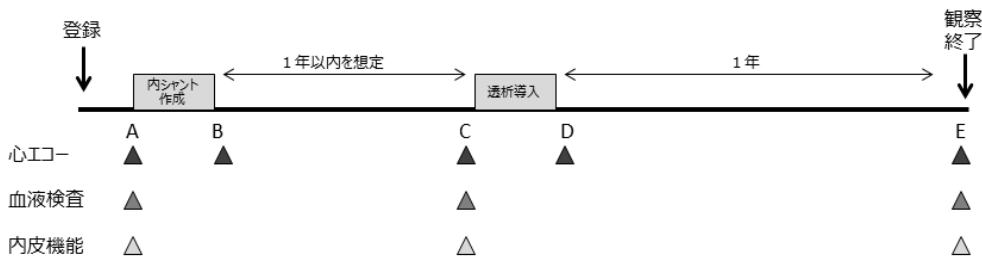 登録
観察
終了
1年以内を想定
1年
内シャント
作成
透析導入
A
B
C
D
E
心エコー
血液検査
内皮機能